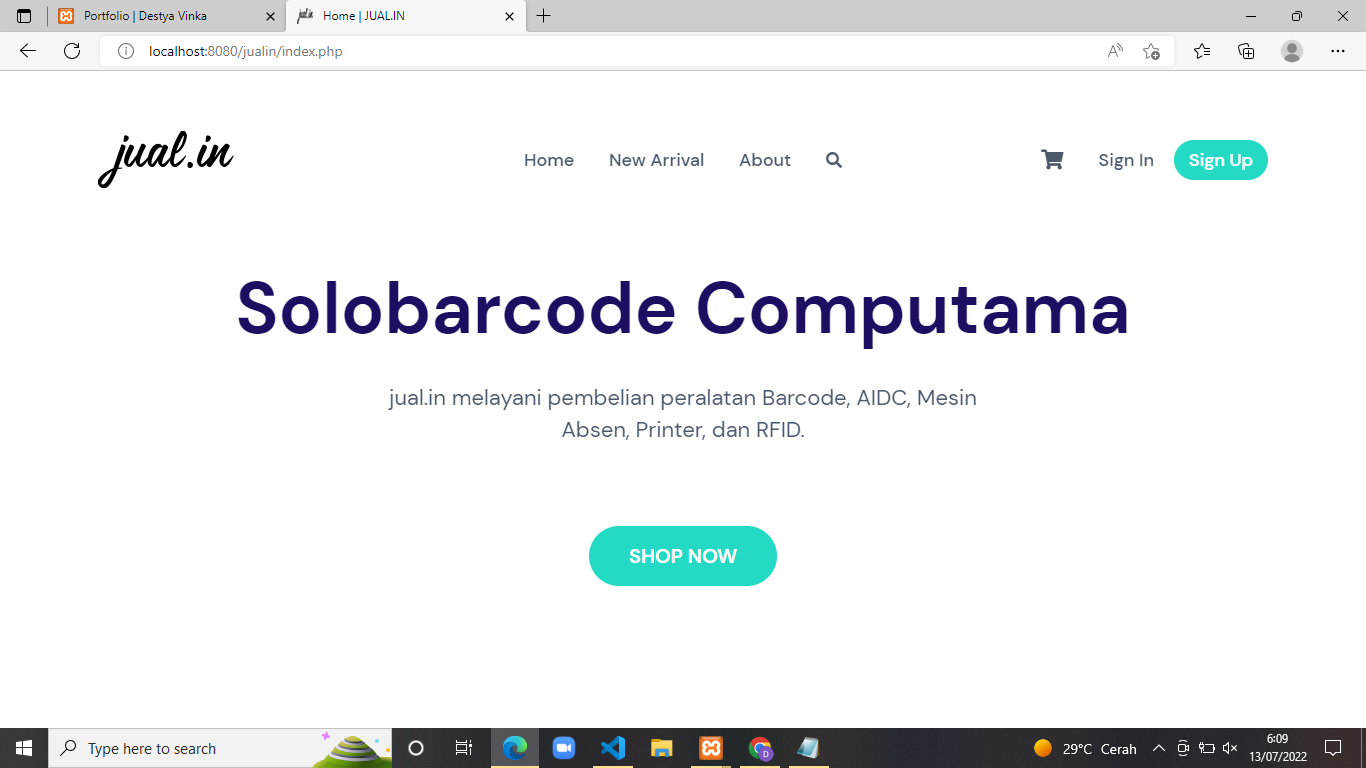 Portfolio | Destya Vinka
Home | JUAL.IN
localhost:8080/jualin/index.php
jual.in
Home
New Arrival
About
Sign In
Sign Up
Solobarcode Computama
jual.in melayani pembelian peralatan Barcode, AIDC, Mesin
Absen, Printer, dan RFID.
SHOP NOW
Type here to search
29°C Cerah
6:09
13/07/2022